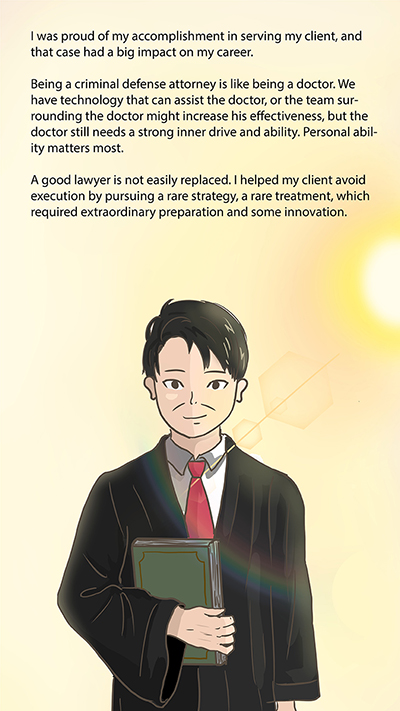 I was proud of my accomplishment in serving my client, and
that case had a big impact on my career.
Being a criminal defense attorney is like being a doctor. We
have technology that can assist the doctor, or the team sur-
rounding the doctor might increase his effectiveness, but the
doctor still needs a strong inner drive and ability. Personal abil-
ity matters most.
A good lawyer is not easily replaced. I helped my client avoid
execution by pursuing a rare strategy, a rare treatment, which
required extraordinary preparation and some innovation.